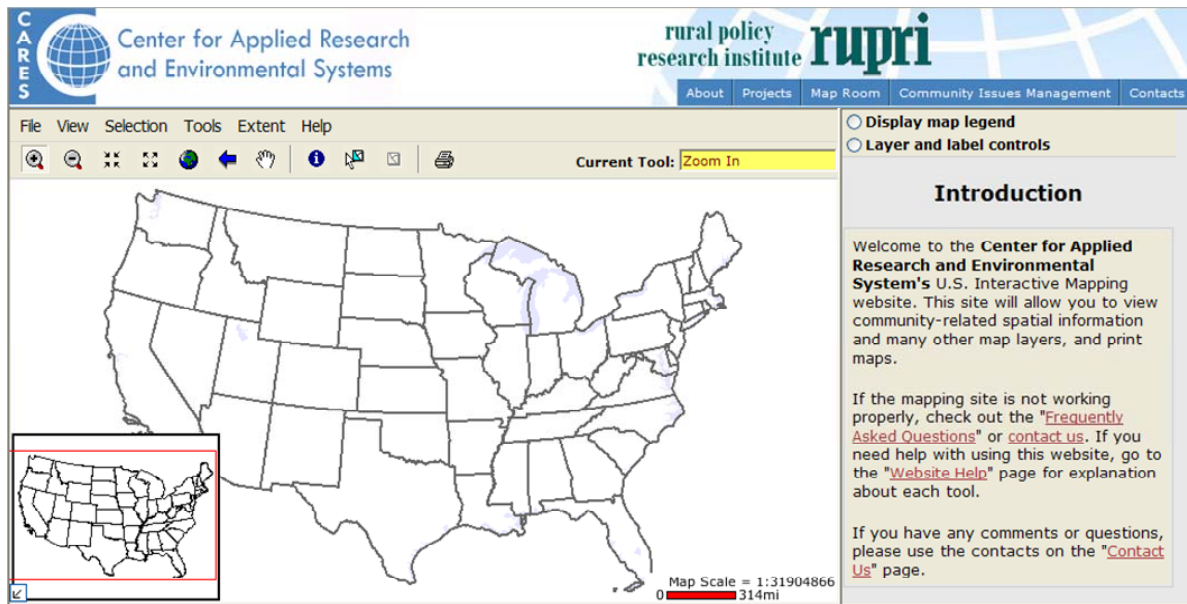 CARES
Center for Applied Research
and Environmental Systems
rural policy
research institute
rupri
About Projects Map Room Community Issues Management Contacts
File View Selection Tools Extent Help
Current Tool: Zoom In
Display map legend
Layer and label controls
Introduction
Welcome to the Center for Applied
Research and Environmental
System's U.S. Interactive Mapping
website. This site will allow you to view
community-related spatial information
and many other map layers, and print
maps.
If the mapping site is not working
properly, check out the "Frequently
Asked Questions" or contact us. If you
need help with using this website, go to
the "Website Help" page for explanation
about each tool.
If you have any comments or questions,
please use the contacts on the "Contact
Us" page.
Map Scale = 1:31904866
0 314mi